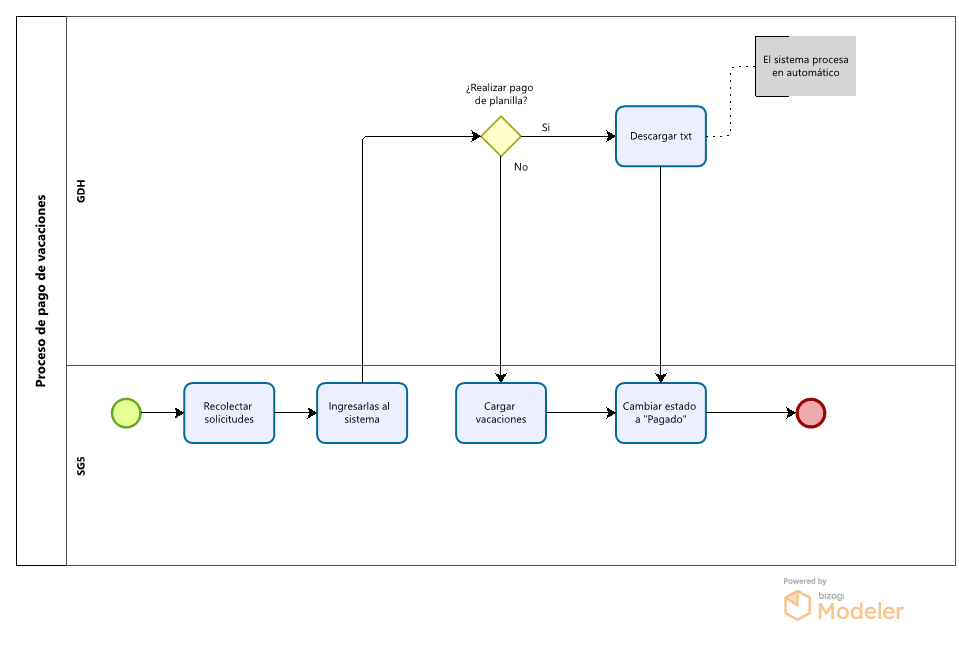 Proceso de pago de vacaciones
GDH
¿Realizar pago
de planilla?
Si
No
Descargar txt
El sistema procesa
en automático
SG5
Recolectar
solicitudes
Ingresarlas al
sistema
Cargar
vacaciones
Cambiar estado
a "Pagado"
Powered by
bizagi
Modeler